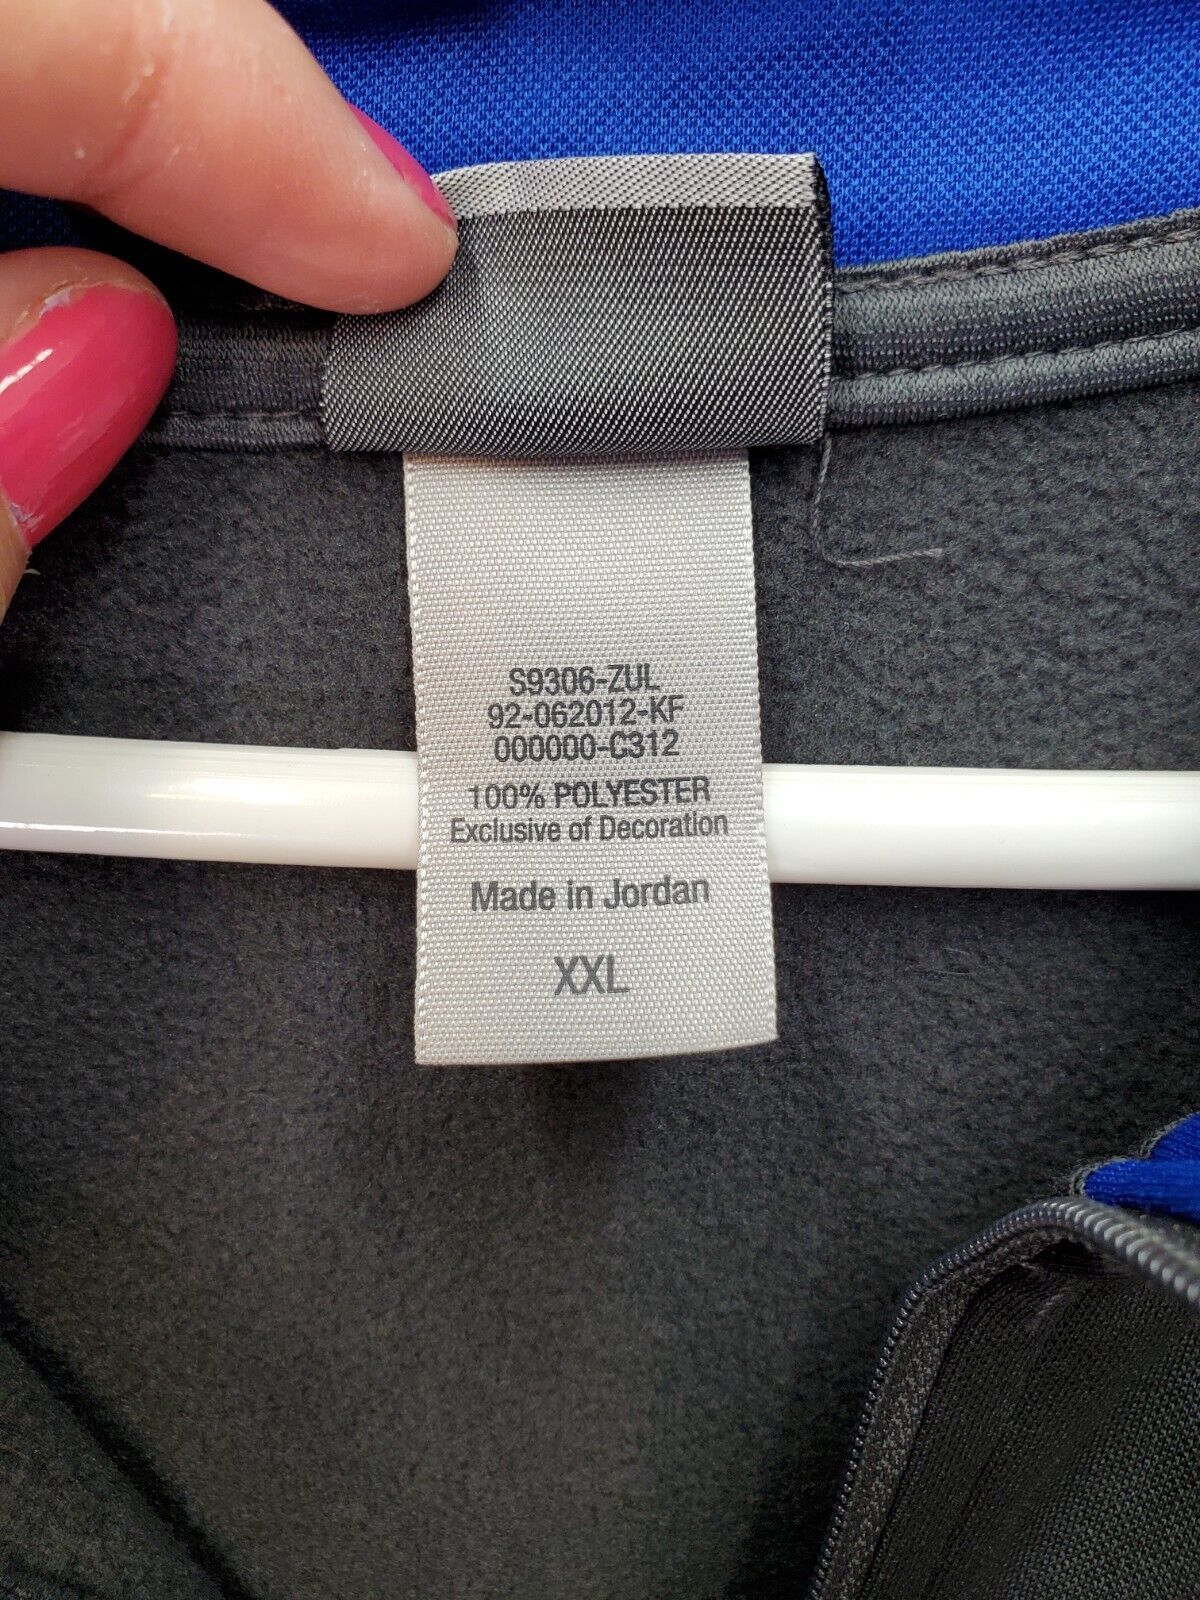 S9306-ZUL
92-062012-KF
000000-C312
100% POLYESTER
Exclusive of Decoration
Made in Jordan
XXL